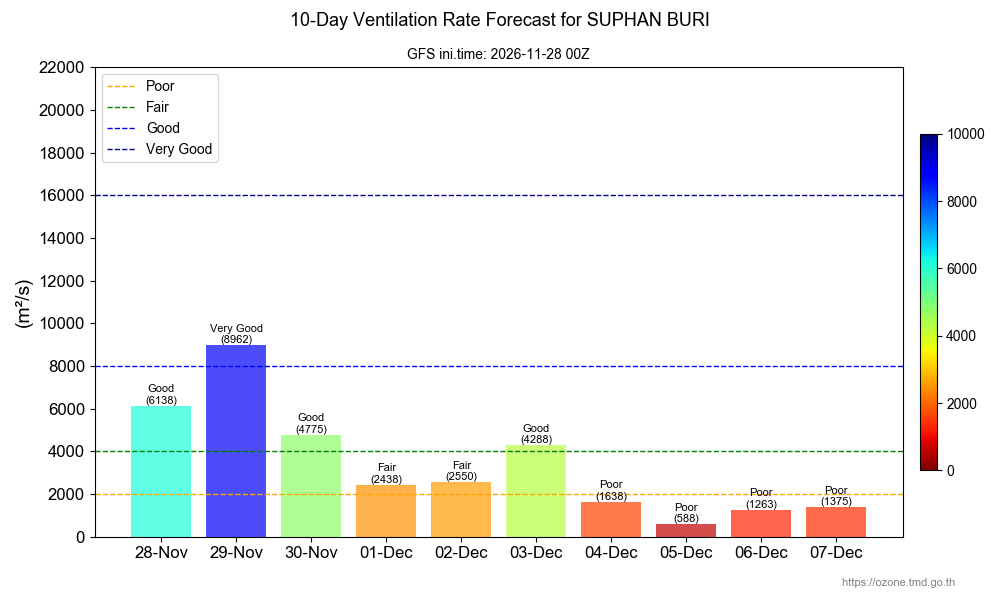 10-Day Ventilation Rate Forecast for SUPHAN BURI
GFS ini.time: 2026-11-28 00Z
22000
20000
18000
16000
14000
12000
10000
8000
6000
4000
2000
0
(m²/s)
Poor
Fair
Good
Very Good
Good
(6138)
Very Good
(8962)
Good
(4775)
Fair
(2438)
Fair
(2550)
Good
(4288)
Poor
(1638)
Poor
(588)
Poor
(1263)
Poor
(1375)
28-Nov 29-Nov 30-Nov 01-Dec 02-Dec 03-Dec 04-Dec 05-Dec 06-Dec 07-Dec
10000
8000
6000
4000
2000
0
https://ozone.tmd.go.th